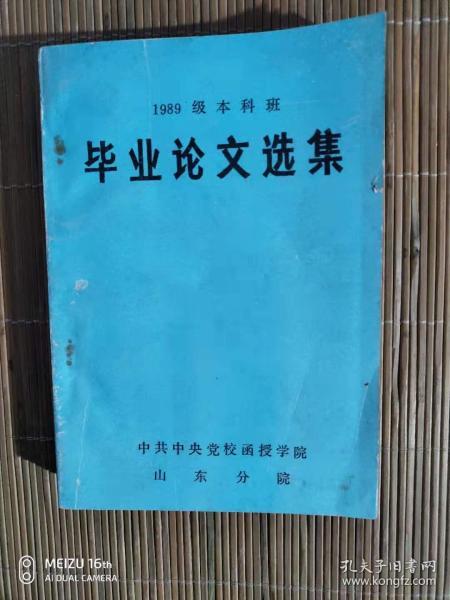 1989 级本科班
毕业论文选集
中共中央党校函授学院
山东分院
MEIZU 16th
AI DUAL CAMERA
孔夫子旧书网
kongfz.com